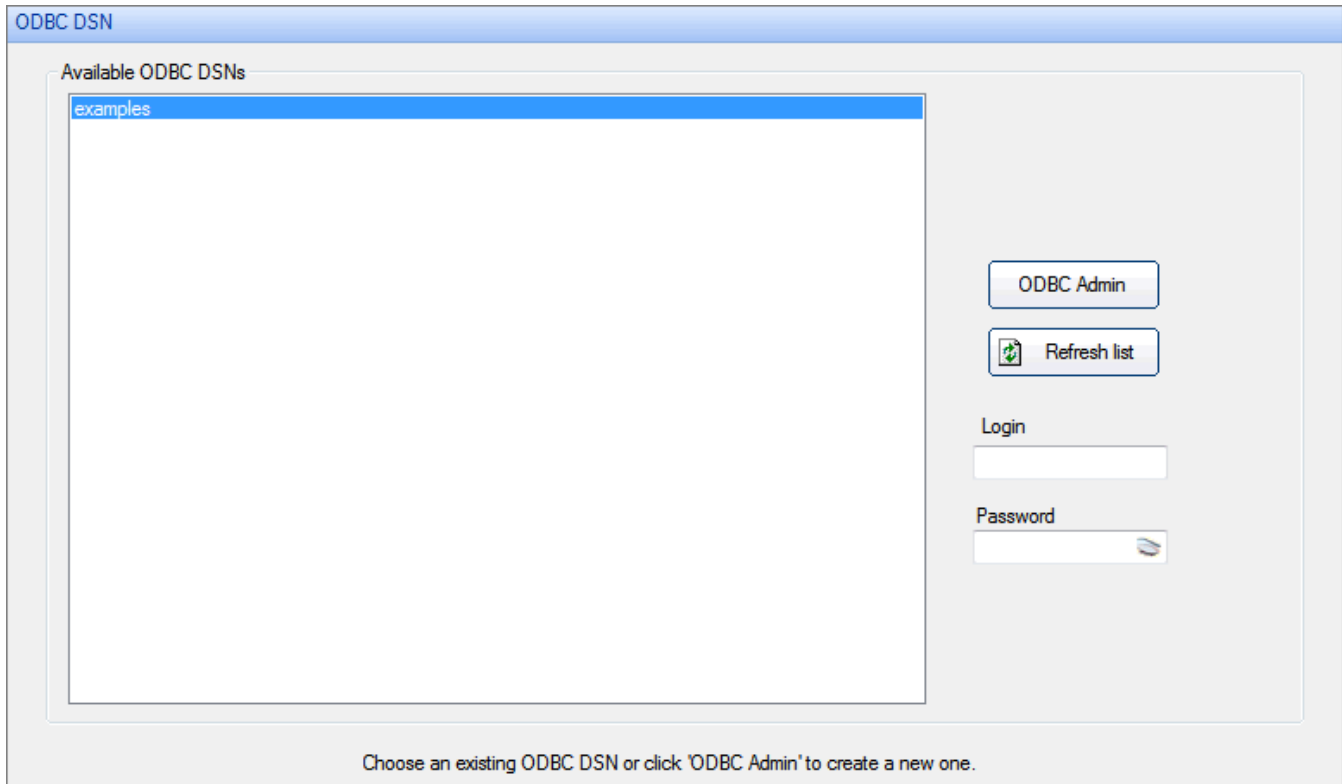 ODBC DSN
Available ODBC DSNs
examples
ODBC Admin
Refresh list
Login
Password
Choose an existing ODBC DSN or click 'ODBC Admin' to create a new one.